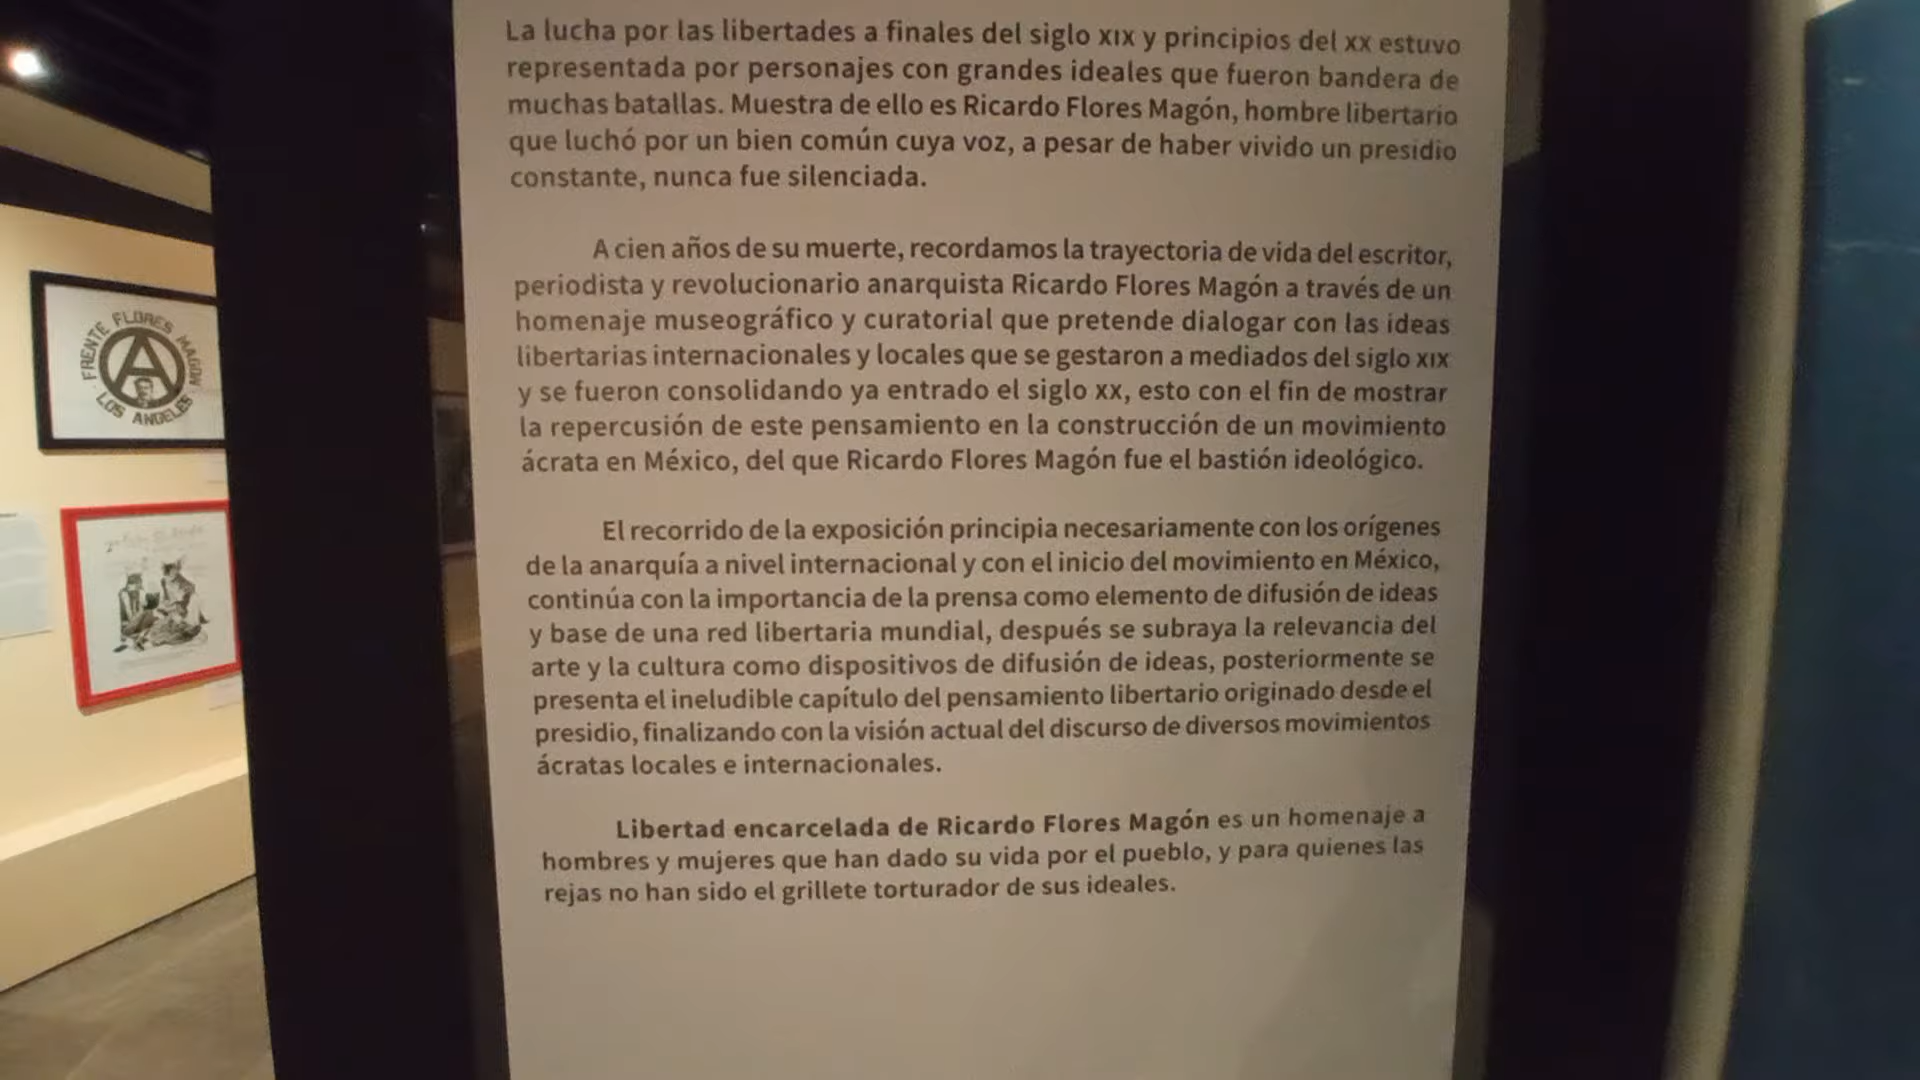 La lucha por las libertades a finales del siglo XIX y principios del XX estuvo
representada por personajes con grandes ideales que fueron bandera de
muchas batallas. Muestra de ello es Ricardo Flores Magón, hombre libertario
que luchó por un bien común cuya voz, a pesar de haber vivido un presidio
constante, nunca fue silenciada.
A cien años de su muerte, recordamos la trayectoria de vida del escritor,
periodista y revolucionario anarquista Ricardo Flores Magón a través de un
homenaje museográfico y curatorial que pretende dialogar con las ideas
libertarias internacionales y locales que se gestaron a mediados del siglo XIX
y se fueron consolidando ya entrado el siglo XX, esto con el fin de mostrar
la repercusión de este pensamiento en la construcción de un movimiento
ácrata en México, del que Ricardo Flores Magón fue el bastión ideológico.
El recorrido de la exposición principia necesariamente con los orígenes
de la anarquía a nivel internacional y con el inicio del movimiento en México,
continúa con la importancia de la prensa como elemento de difusión de ideas
y base de una red libertaria mundial, después se subraya la relevancia del
arte y la cultura como dispositivos de difusión de ideas, posteriormente se
presenta el ineludible capítulo del pensamiento libertario originado desde el
presidio, finalizando con la visión actual del discurso de diversos movimientos
ácratas locales e internacionales.
Libertad encarcelada de Ricardo Flores Magón es un homenaje a
hombres y mujeres que han dado su vida por el pueblo, y para quienes las
rejas no han sido el grillete torturador de sus ideales.
FRENTE FLORES MAGON
LOS ANGELES